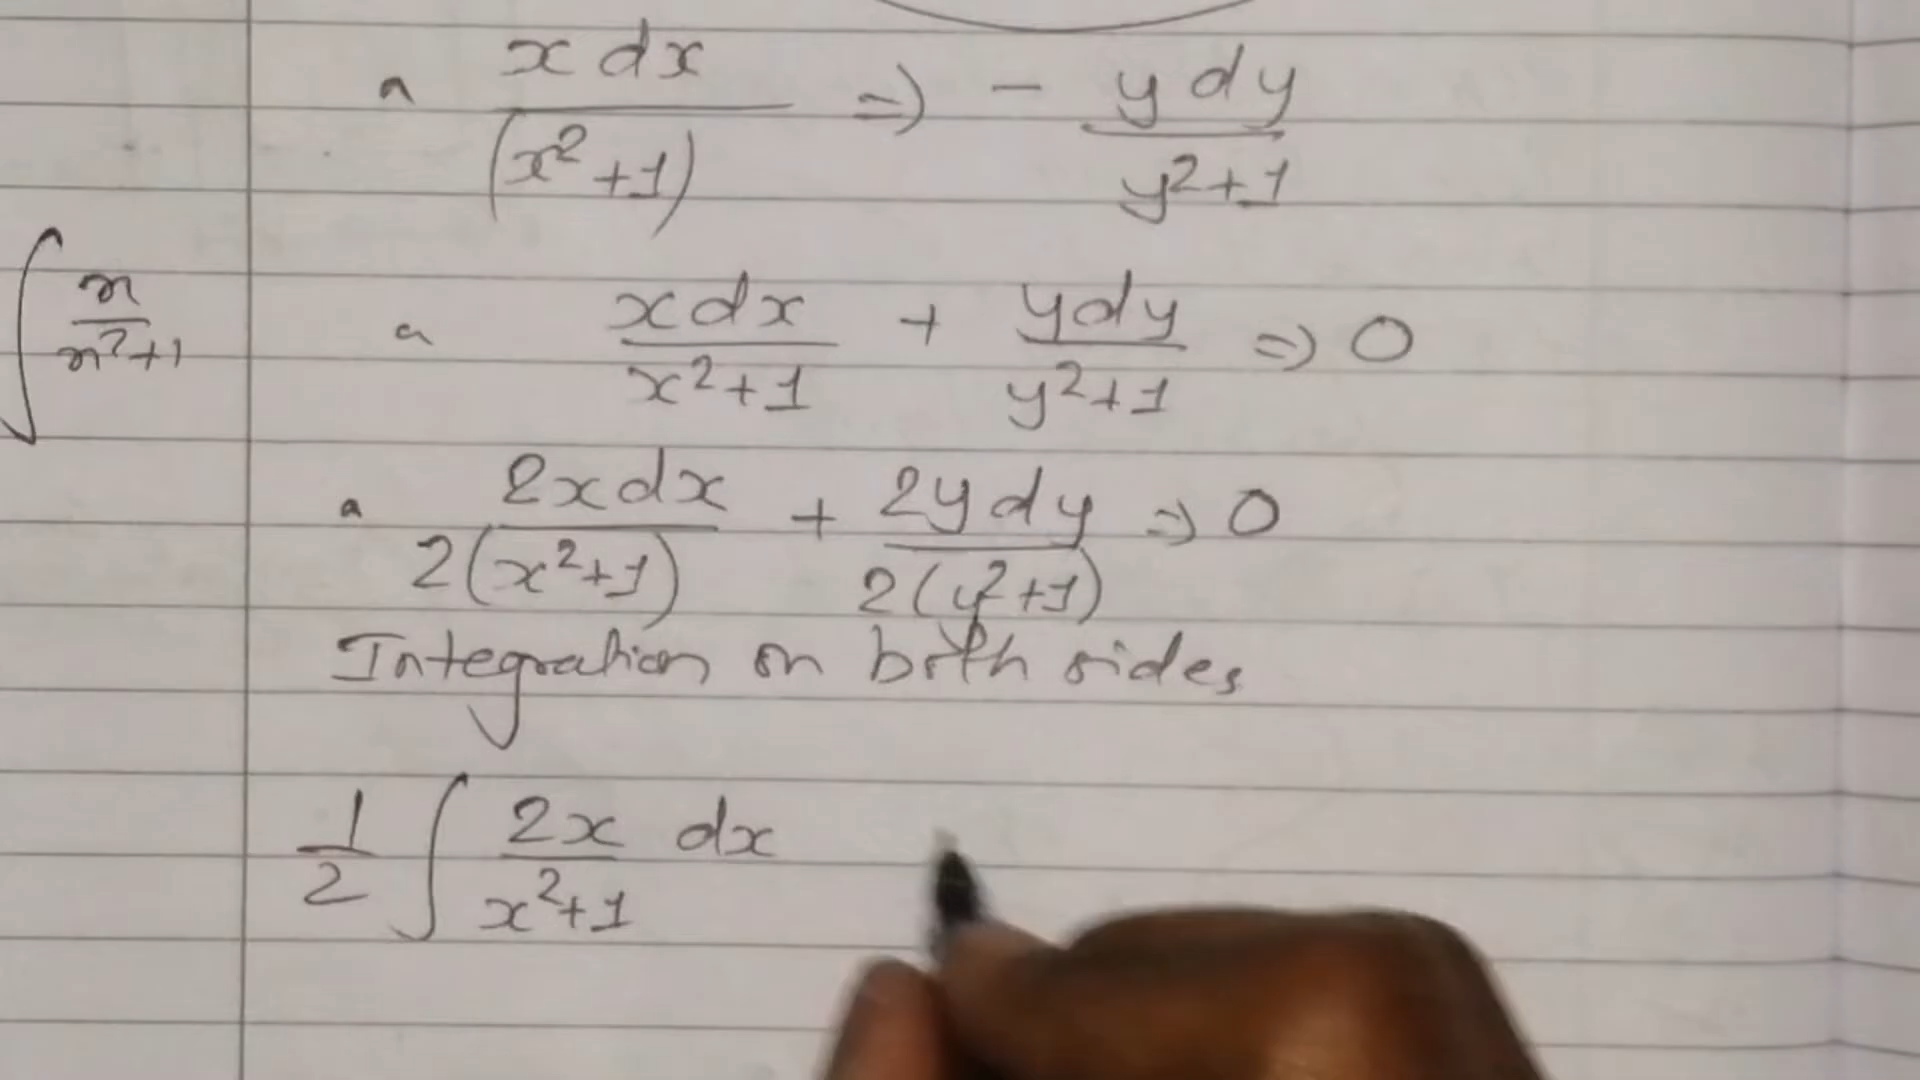 a x dx / (x²+1) => - y dy / y²+1
∫ n / n²+1
a x dx / x²+1 + y dy / y²+1 => 0
a 2x dx / 2(x²+1) + 2y dy / 2(y²+1) => 0
Integration on both sides
1/2 ∫ 2x / x²+1 dx